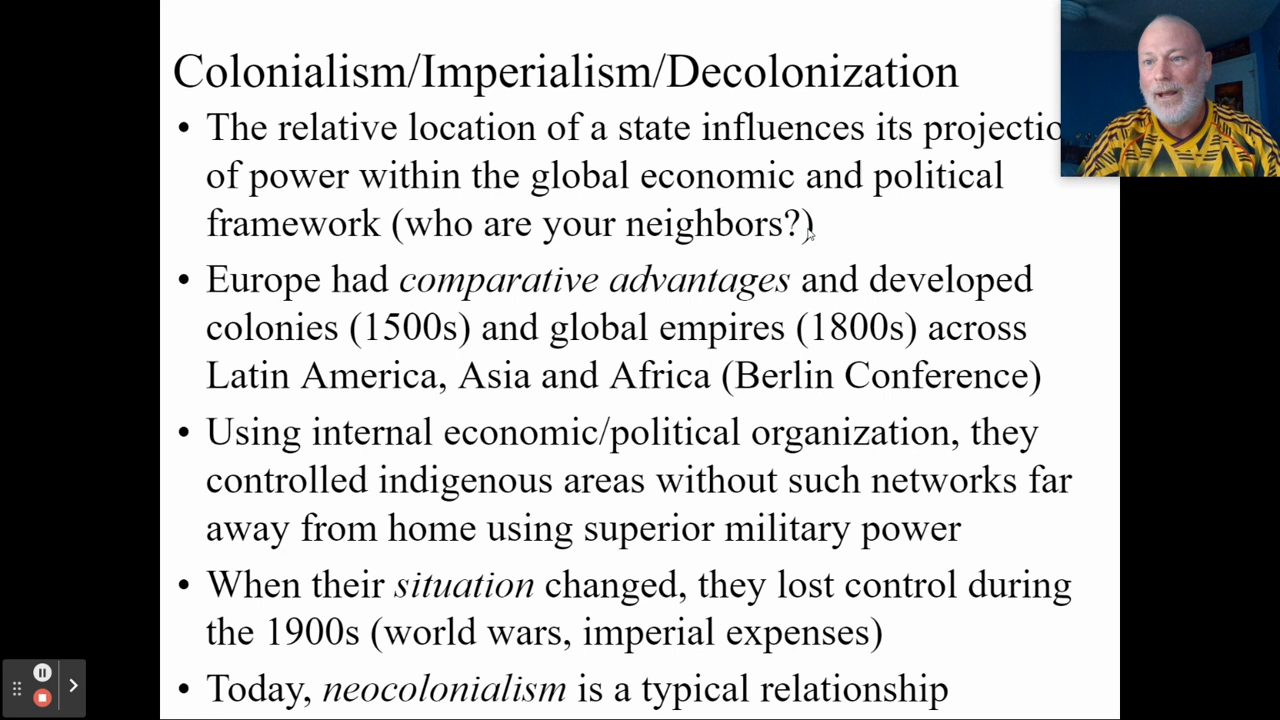 Colonialism/Imperialism/Decolonization
• The relative location of a state influences its projectio
of power within the global economic and political
framework (who are your neighbors?)
• Europe had comparative advantages and developed
colonies (1500s) and global empires (1800s) across
Latin America, Asia and Africa (Berlin Conference)
• Using internal economic/political organization, they
controlled indigenous areas without such networks far
away from home using superior military power
• When their situation changed, they lost control during
the 1900s (world wars, imperial expenses)
• Today, neocolonialism is a typical relationship